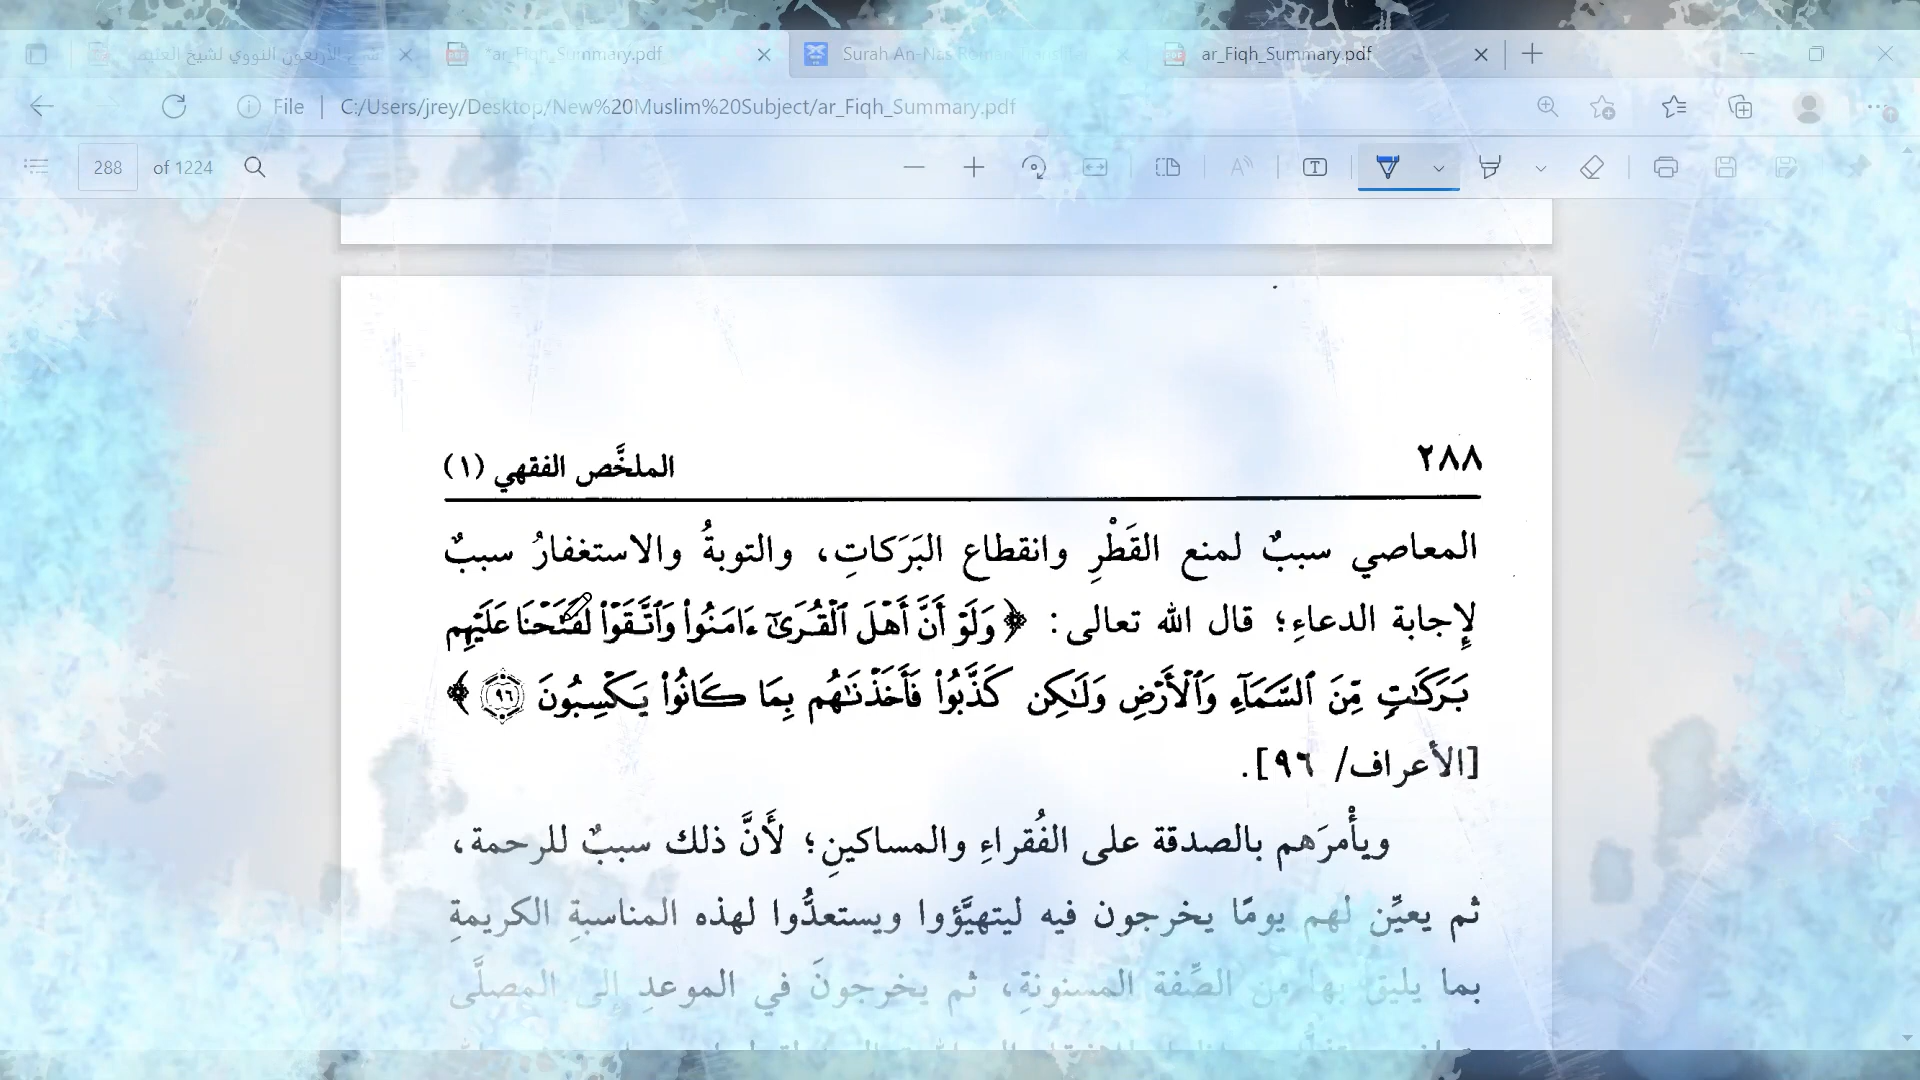 ar_Fiqh_Summary.pdf
Surah An-Nas
ar_Fiqh_Summary.pdf
File
C:/Users/jrey/Desktop/New%20Muslim%20Subject/ar_Fiqh_Summary.pdf
288 of 1224
٢٨٨ الملخَّص الفقهي (١)
المعاصي سببٌ لمنع القَطْرِ وانقطاع البَرَكاتِ، والتوبةُ والاستغفارُ سببٌ
لإِجابة الدعاءِ؛ قال الله تعالى: ﴿ وَلَوْ أَنَّ أَهْلَ ٱلْقُرَىٰٓ ءَامَنُوا۟ وَٱتَّقَوْا۟ لَفَتَحْنَا عَلَيْهِم
بَرَكَٰتٍ مِّنَ ٱلسَّمَآءِ وَٱلْأَرْضِ وَلَٰكِن كَذَّبُوا۟ فَأَخَذْنَٰهُم بِمَا كَانُوا۟ يَكْسِبُونَ ٩٦ ﴾
[الأعراف/ ٩٦].
ويأْمرَهم بالصدقة على الفُقراءِ والمساكينِ؛ لأَنَّ ذلك سببٌ للرحمة،
ثم يعيِّن لهم يومًا يخرجون فيه ليتهيَّؤوا ويستعدُّوا لهذه المناسبةِ الكريمةِ
بما يليق بها من الصِّفة المسنونةِ، ثم يخرجونَ في الموعدِ إلى المصلَّى